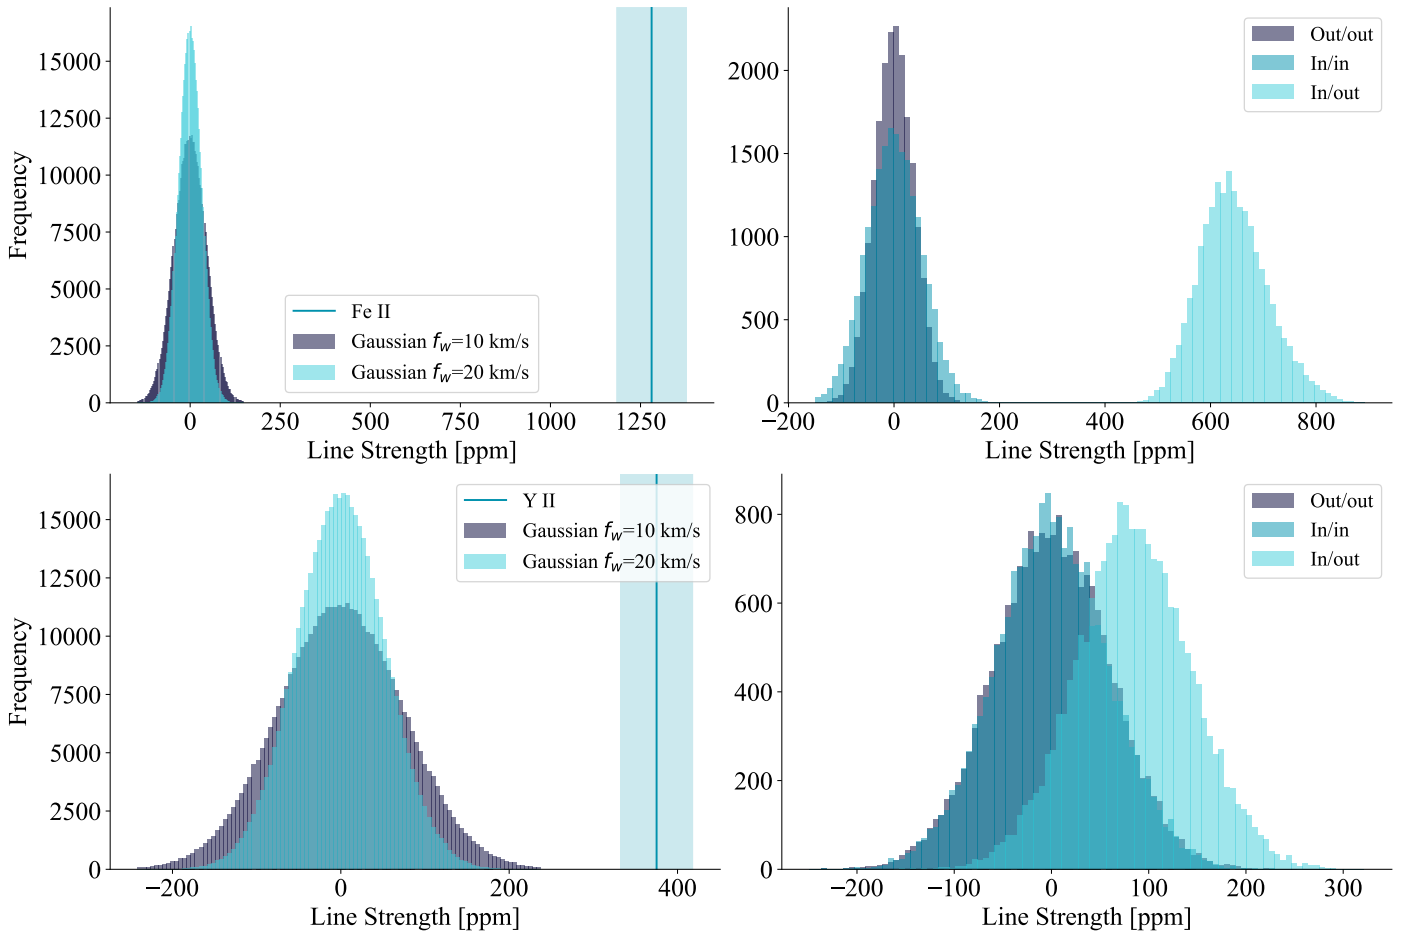 Frequency
15000
12500
10000
7500
5000
2500
0
Fe II
Gaussian f_w=10 km/s
Gaussian f_w=20 km/s
0 250 500 750 1000 1250
Line Strength [ppm]
2000
1500
1000
500
0
Out/out
In/in
In/out
−200 0 200 400 600 800
Line Strength [ppm]
Frequency
15000
12500
10000
7500
5000
2500
0
Y II
Gaussian f_w=10 km/s
Gaussian f_w=20 km/s
−200 0 200 400
Line Strength [ppm]
800
600
400
200
0
Out/out
In/in
In/out
−200 −100 0 100 200 300
Line Strength [ppm]